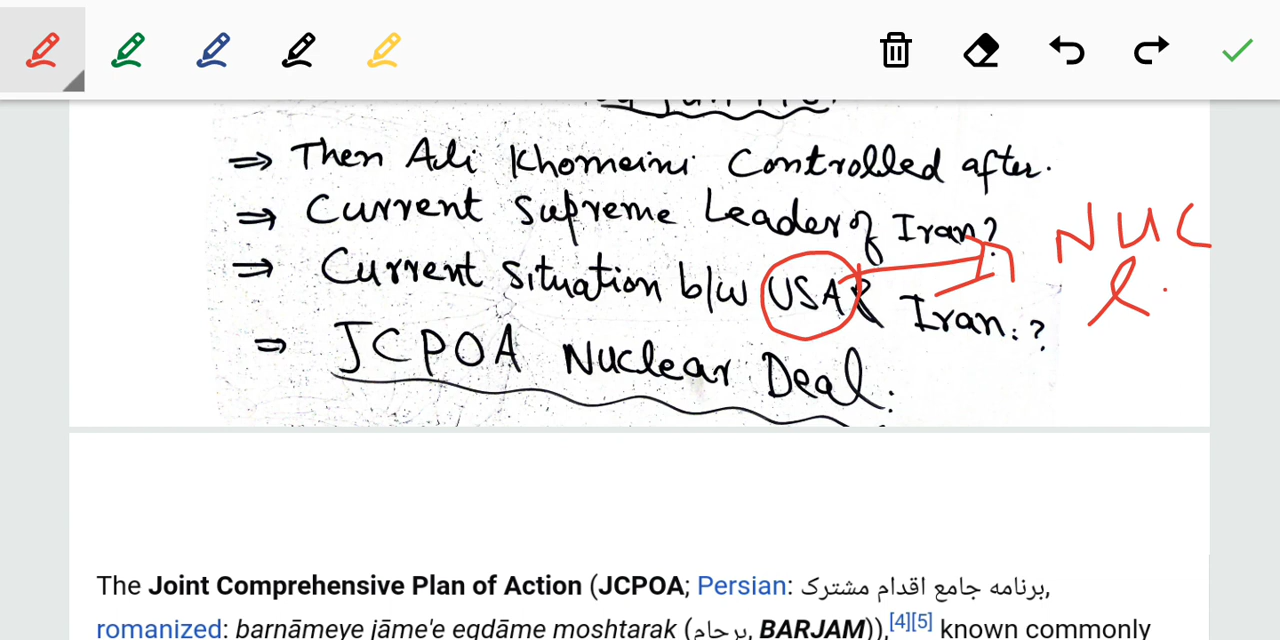 ⇒ Then Ali Khomeini Controlled after.
⇒ Current Supreme Leader of Iran?
⇒ Current Situation b/w USA & Iran.?
NUC
⇒ JCPOA Nuclear Deal.
The Joint Comprehensive Plan of Action (JCPOA; Persian: برنامه جامع اقدام مشترک,
romanized: barnāmeye jāme'e eqdāme moshtarak (برجام, BARJAM)),[4][5] known commonly